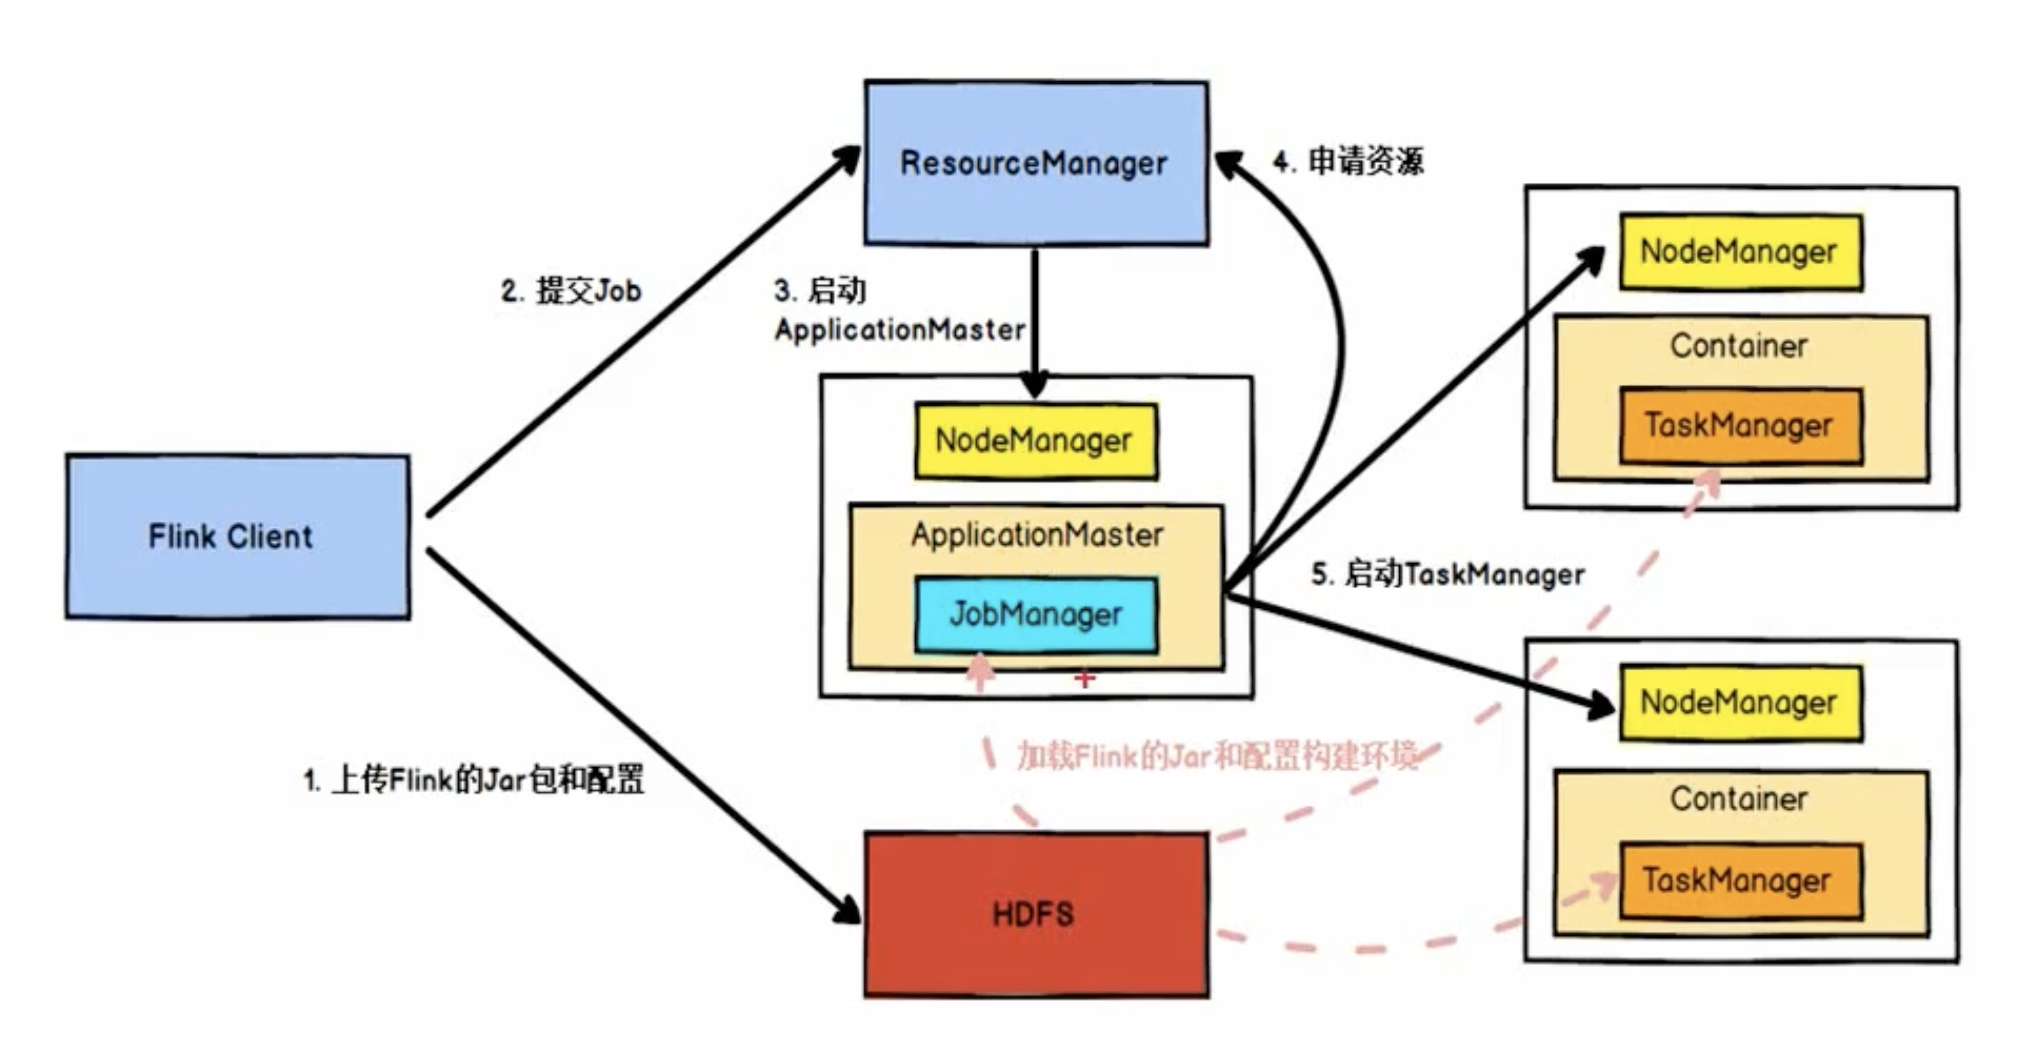 ResourceManager
4. 申请资源
NodeManager
2. 提交Job
3. 启动
ApplicationMaster
Container
TaskManager
NodeManager
Flink Client
ApplicationMaster
JobManager
5. 启动TaskManager
NodeManager
加载Flink的Jar和配置构建环境
1. 上传Flink的Jar包和配置
Container
TaskManager
HDFS